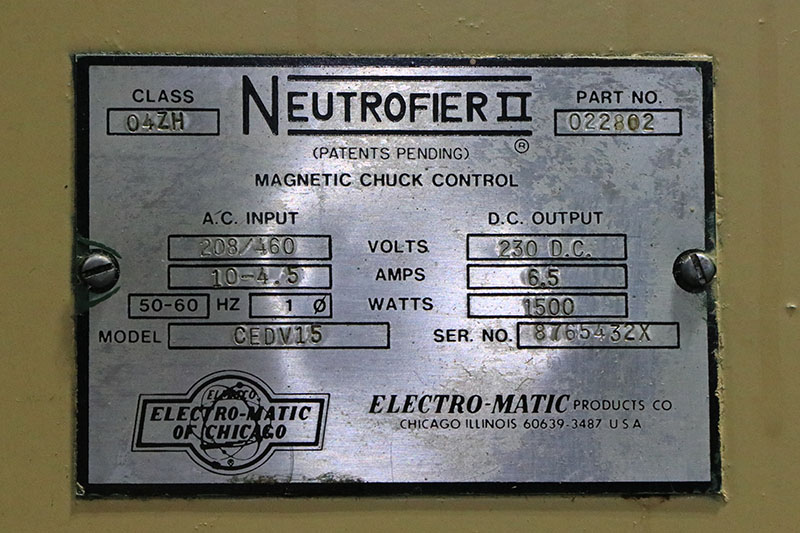 CLASS
04ZH
NEUTROFIER II
®
PART NO.
022802
(PATENTS PENDING)
MAGNETIC CHUCK CONTROL
A.C. INPUT
D.C. OUTPUT
208/460 VOLTS 230 D.C.
10-4.5 AMPS 6.5
50-60 HZ 1 Ø WATTS 1500
MODEL CEDV15 SER. NO. 8765432X
ELMATCO
ELECTRO-MATIC
OF CHICAGO
®
ELECTRO-MATIC PRODUCTS CO
CHICAGO ILLINOIS 60639-3487 U S A